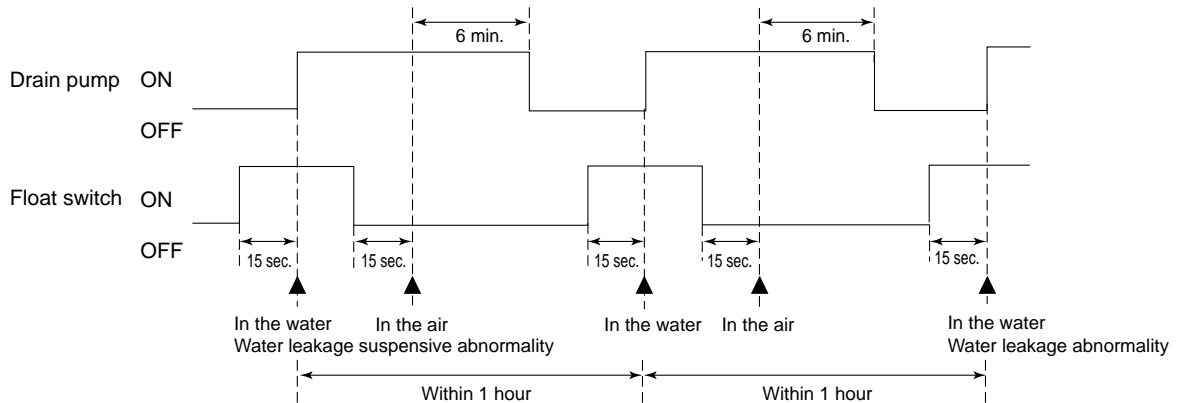 6 min. 6 min.
Drain pump ON
OFF
Float switch ON
OFF
15 sec. 15 sec. 15 sec. 15 sec. 15 sec.
In the water In the air In the water In the air In the water
Water leakage suspensive abnormality Water leakage abnormality
Within 1 hour Within 1 hour